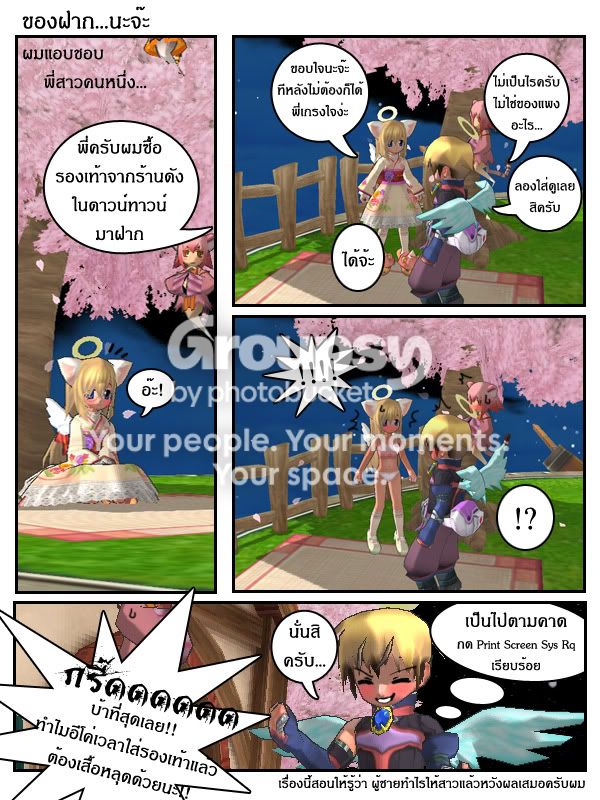 ของฝาก...นะจ๊ะ
ผมแอบชอบ
พี่สาวคนหนึ่ง...
พี่ครับผมซื้อ
รองเท้าจากร้านดัง
ในดาวน์ทาวน์
มาฝาก
อ๊ะ!
ขอบใจนะจ๊ะ
ทีหลังไม่ต้องก็ได้
พี่เกรงใจง่ะ
ไม่เป็นไรครับ
ไม่ใช่ของแพง
อะไร...
ลองใส่ดูเลย
สิครับ
ได้จ้ะ
!!!
!?
กรี๊ดดดดดด
บ้าที่สุดเลย!!
ทำไมอีโค่เวลาใส่รองเท้าแล้ว
ต้องเสื้อหลุดด้วยนะ!!
นั่นสิ
ครับ...
เป็นไปตามคาด
กด Print Screen Sys Rq
เรียบร้อย
เรื่องนี้สอนให้รู้ว่า ผู้ชายทำไรให้สาวแล้วหวังผลเสมอครับผม
Your people. Your moments.
Your space.